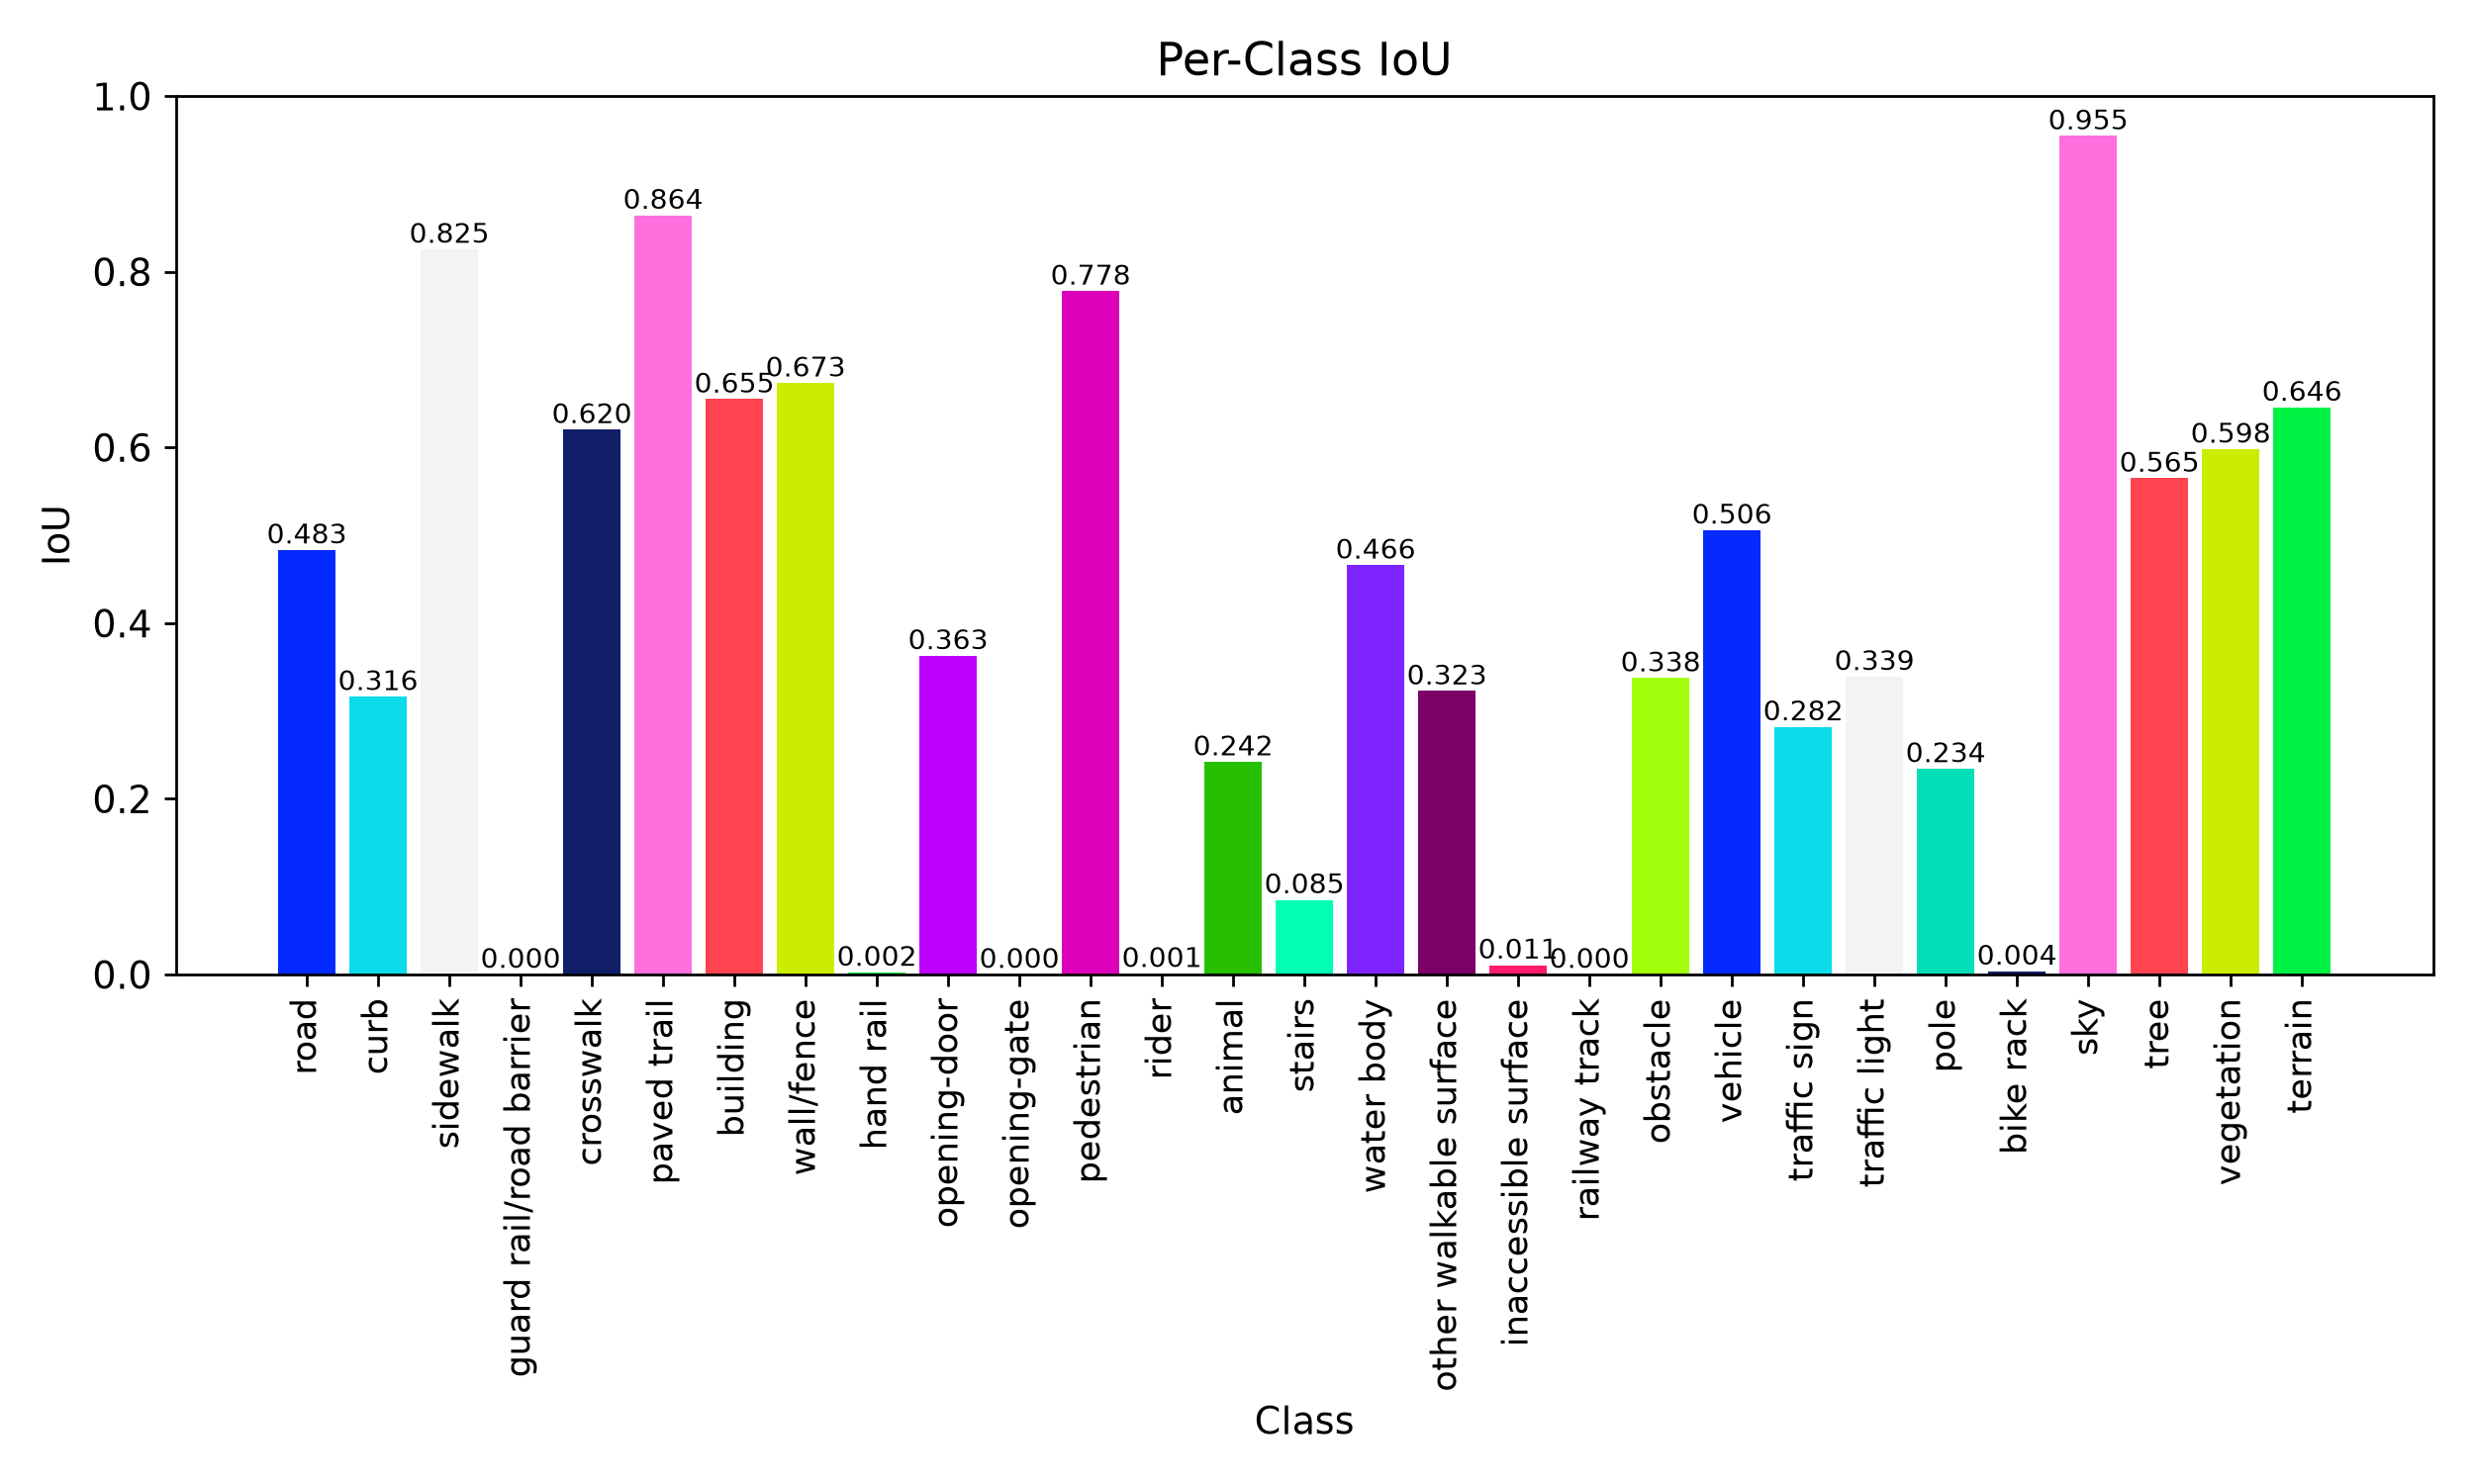 Per-Class IoU
1.0
0.8
0.6
0.4
0.2
0.0
IoU
0.483
0.316
0.825
0.000
0.620
0.864
0.655
0.673
0.002
0.363
0.000
0.778
0.001
0.242
0.085
0.466
0.323
0.011
0.000
0.338
0.506
0.282
0.339
0.234
0.004
0.955
0.565
0.598
0.646
road
curb
sidewalk
guard rail/road barrier
crosswalk
paved trail
building
wall/fence
hand rail
opening-door
opening-gate
pedestrian
rider
animal
stairs
water body
other walkable surface
inaccessible surface
railway track
obstacle
vehicle
traffic sign
traffic light
pole
bike rack
sky
tree
vegetation
terrain
Class